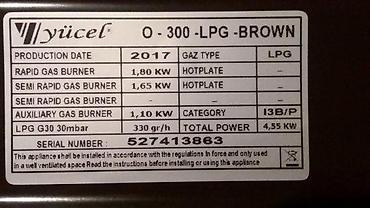 yücel O - 300 -LPG -BROWN
PRODUCTION DATE 2017 GAZ TYPE LPG
RAPID GAS BURNER 1,80 KW HOTPLATE -
SEMI RAPID GAS BURNER 1,65 KW HOTPLATE -
SEMI RAPID GAS BURNER - - -
AUXILIARY GAS BURNER 1,10 KW CATEGORY I3B/P
LPG G30 30mbar 330 gr/h TOTAL POWER 4,55 KW
SERIAL NUMBER : 527413863
This appliance shall be installed in accordance with the regulations in force and only used
in a well ventilated space Read the instructions before installing or using this appliance